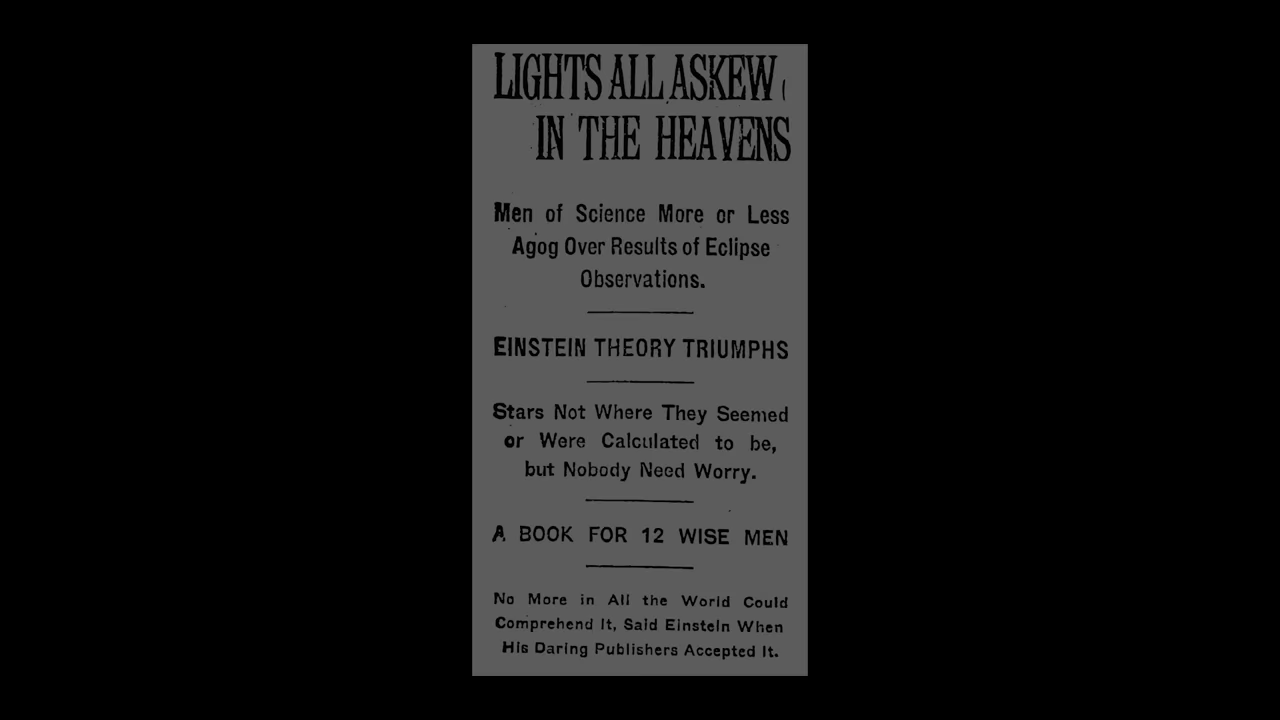 LIGHTS ALL ASKEW
IN THE HEAVENS
Men of Science More or Less
Agog Over Results of Eclipse
Observations.
EINSTEIN THEORY TRIUMPHS
Stars Not Where They Seemed
or Were Calculated to be,
but Nobody Need Worry.
A BOOK FOR 12 WISE MEN
No More in All the World Could
Comprehend It, Said Einstein When
His Daring Publishers Accepted It.